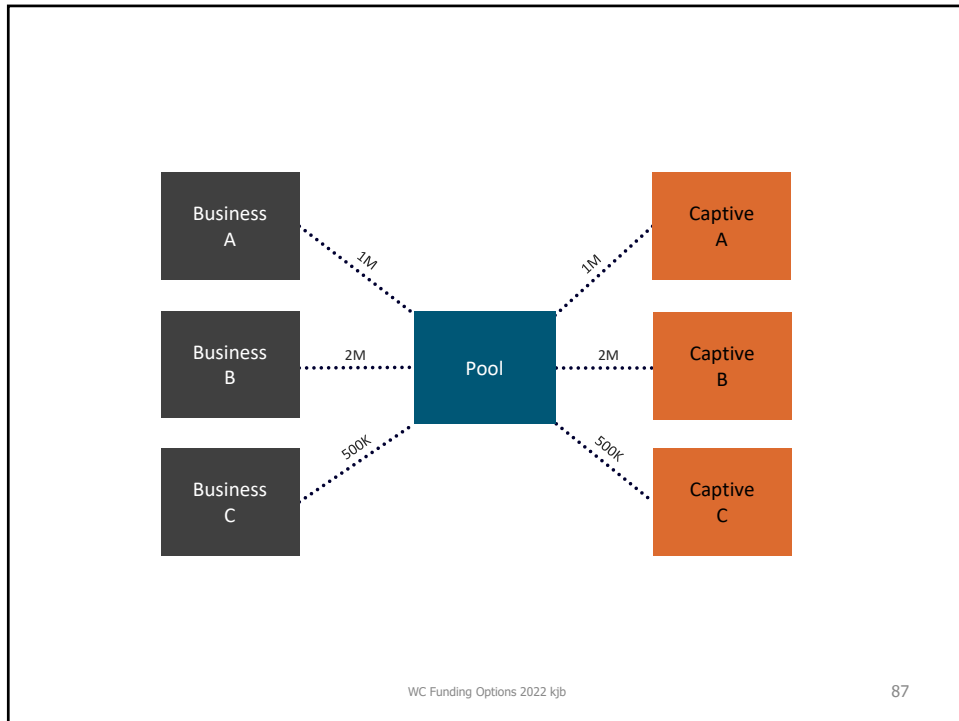 Business
A
1M
1M
Captive
A
Business
B
2M
Pool
2M
Captive
B
Business
C
500K
500K
Captive
C
WC Funding Options 2022 kjb
87